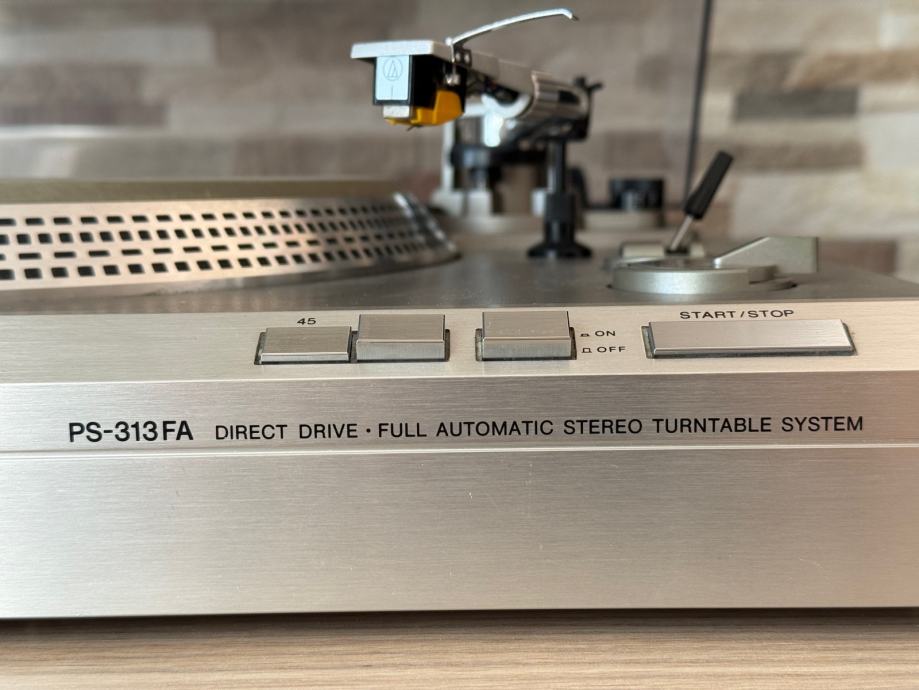 45
ON
OFF
START/STOP
PS-313FA DIRECT DRIVE · FULL AUTOMATIC STEREO TURNTABLE SYSTEM